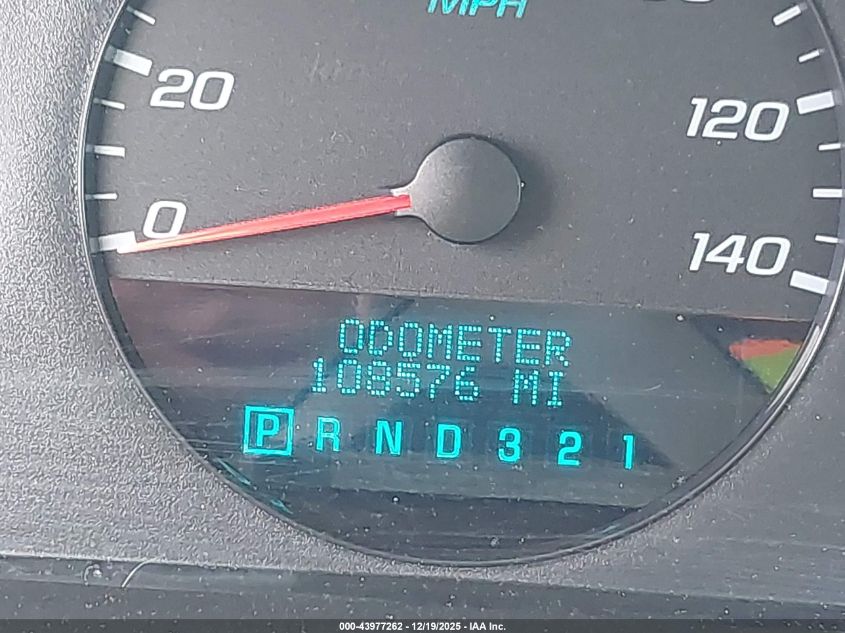 MPH
20
120
0
140
ODOMETER
108576 MI
P R N D 3 2 1
000-43977262 - 12/19/2025 - IAA Inc.